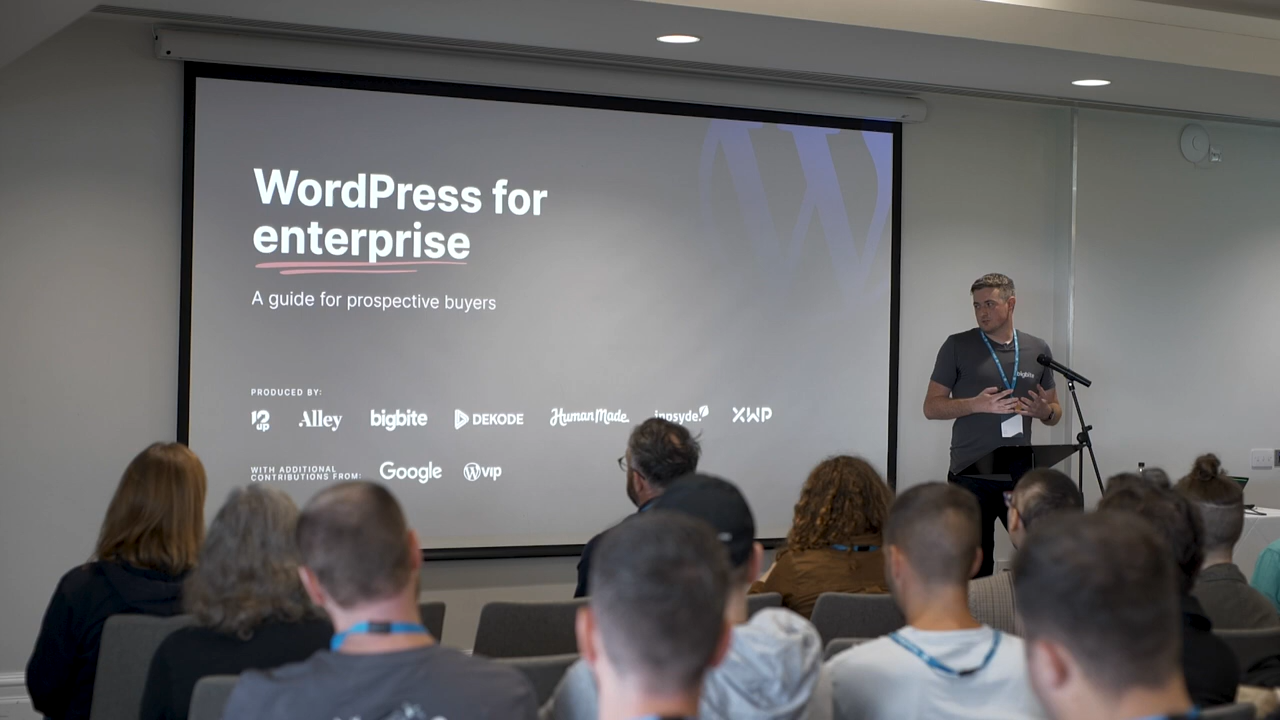 WordPress for
enterprise
A guide for prospective buyers
PRODUCED BY:
10up Alley bigbite DEKODE HumanMade inpsyde XWP
WITH ADDITIONAL
CONTRIBUTIONS FROM:
Google vip
bigbite